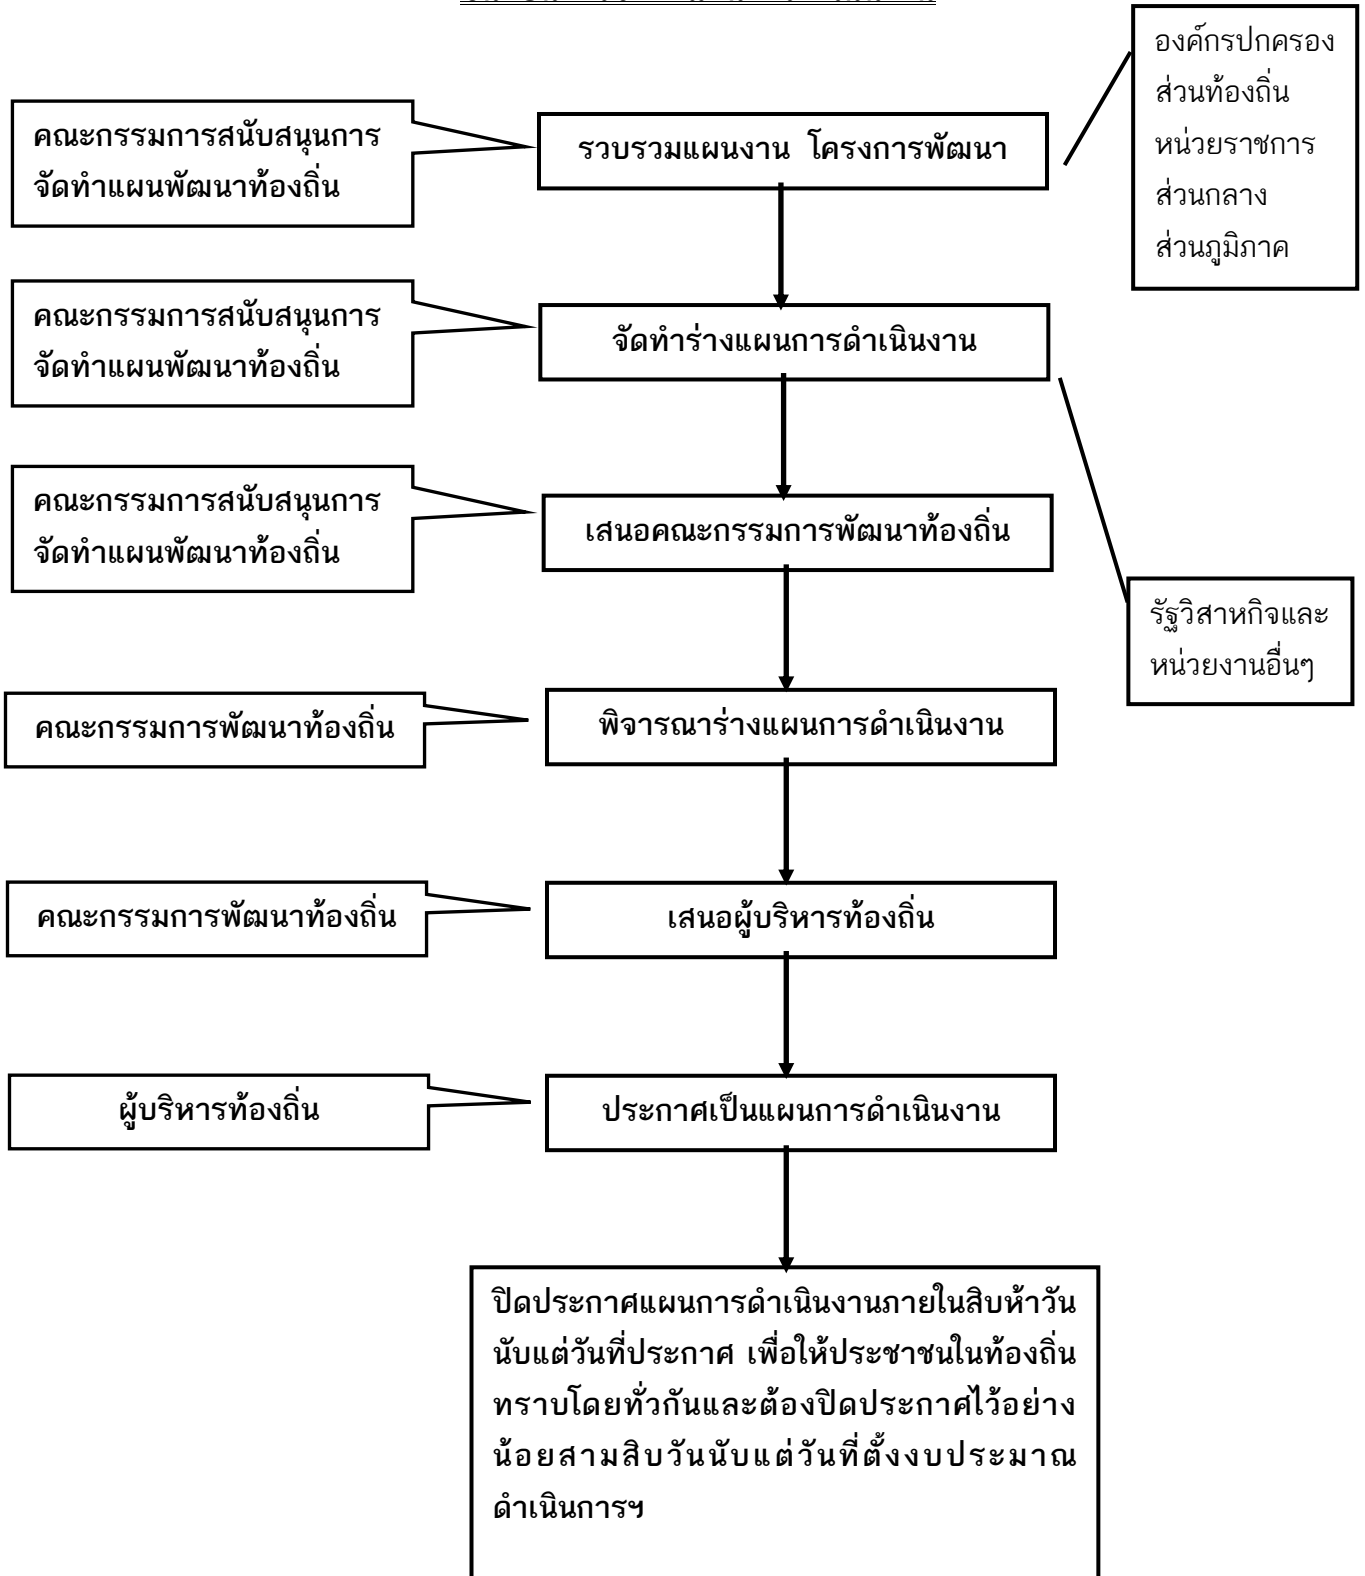 องค์กรปกครอง
ส่วนท้องถิ่น
หน่วยราชการ
ส่วนกลาง
ส่วนภูมิภาค
คณะกรรมการสนับสนุนการ
จัดทำแผนพัฒนาท้องถิ่น
รวบรวมแผนงาน โครงการพัฒนา
คณะกรรมการสนับสนุนการ
จัดทำแผนพัฒนาท้องถิ่น
จัดทำร่างแผนการดำเนินงาน
คณะกรรมการสนับสนุนการ
จัดทำแผนพัฒนาท้องถิ่น
เสนอคณะกรรมการพัฒนาท้องถิ่น
รัฐวิสาหกิจและ
หน่วยงานอื่นๆ
คณะกรรมการพัฒนาท้องถิ่น
พิจารณาร่างแผนการดำเนินงาน
คณะกรรมการพัฒนาท้องถิ่น
เสนอผู้บริหารท้องถิ่น
ผู้บริหารท้องถิ่น
ประกาศเป็นแผนการดำเนินงาน
ปิดประกาศแผนการดำเนินงานภายในสิบห้าวัน
นับแต่วันที่ประกาศ เพื่อให้ประชาชนในท้องถิ่น
ทราบโดยทั่วกันและต้องปิดประกาศไว้อย่าง
น้อยสามสิบวันนับแต่วันที่ตั้งงบประมาณ
ดำเนินการฯ